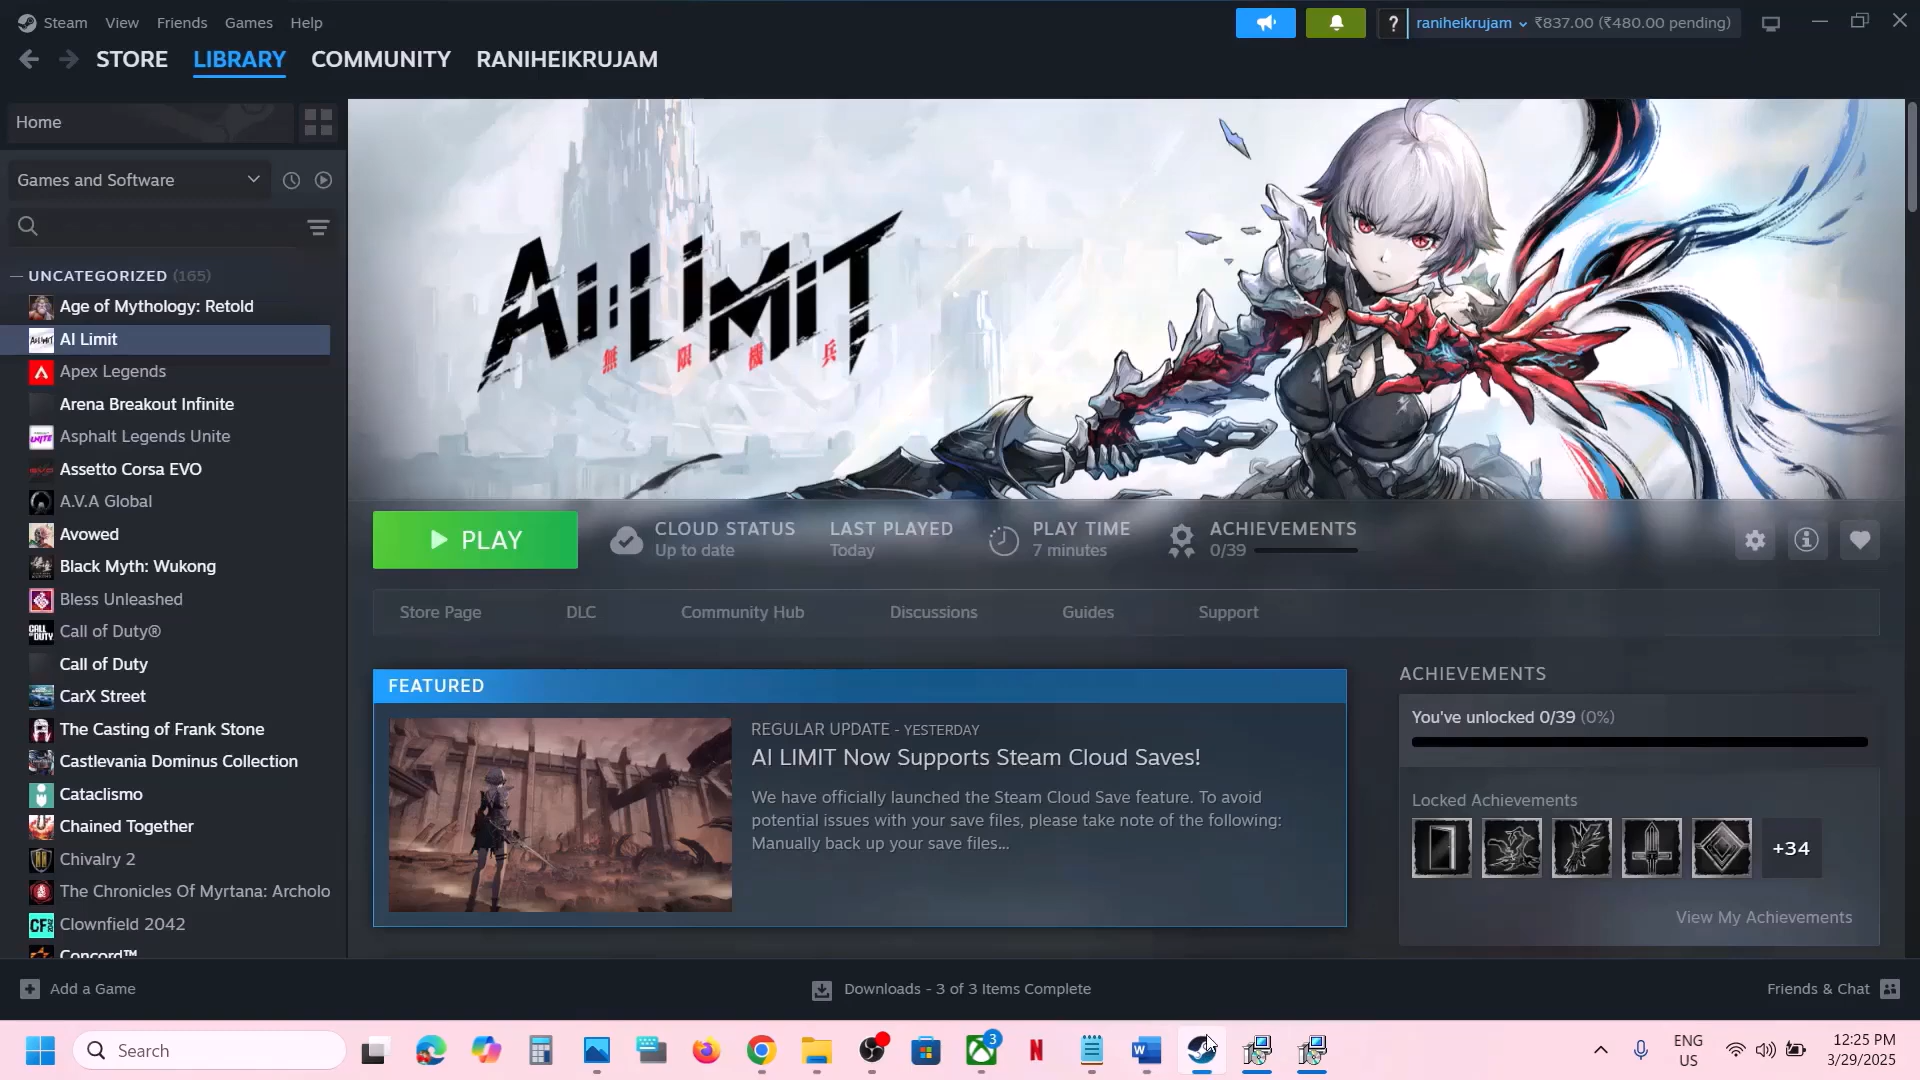 Steam View Friends Games Help
? raniheikrujam ₹837.00 (₹480.00 pending)
STORE LIBRARY COMMUNITY RANIHEIKRUJAM
Home
Games and Software
UNCATEGORIZED (165)
Age of Mythology: Retold
AI Limit
Apex Legends
Arena Breakout Infinite
Asphalt Legends Unite
Assetto Corsa EVO
A.V.A Global
Avowed
Black Myth: Wukong
Bless Unleashed
Call of Duty®
Call of Duty
CarX Street
The Casting of Frank Stone
Castlevania Dominus Collection
Cataclismo
Chained Together
Chivalry 2
The Chronicles Of Myrtana: Archolo
Clownfield 2042
Concord™
AI:LIMIT
無限機兵
PLAY
CLOUD STATUS
Up to date
LAST PLAYED
Today
PLAY TIME
7 minutes
ACHIEVEMENTS
0/39
Store Page DLC Community Hub Discussions Guides Support
FEATURED
REGULAR UPDATE - YESTERDAY
AI LIMIT Now Supports Steam Cloud Saves!
We have officially launched the Steam Cloud Save feature. To avoid
potential issues with your save files, please take note of the following:
Manually back up your save files...
ACHIEVEMENTS
You've unlocked 0/39 (0%)
Locked Achievements
+34
View My Achievements
Add a Game
Downloads - 3 of 3 Items Complete
Friends & Chat
Search
3
N
ENG
US
12:25 PM
3/29/2025